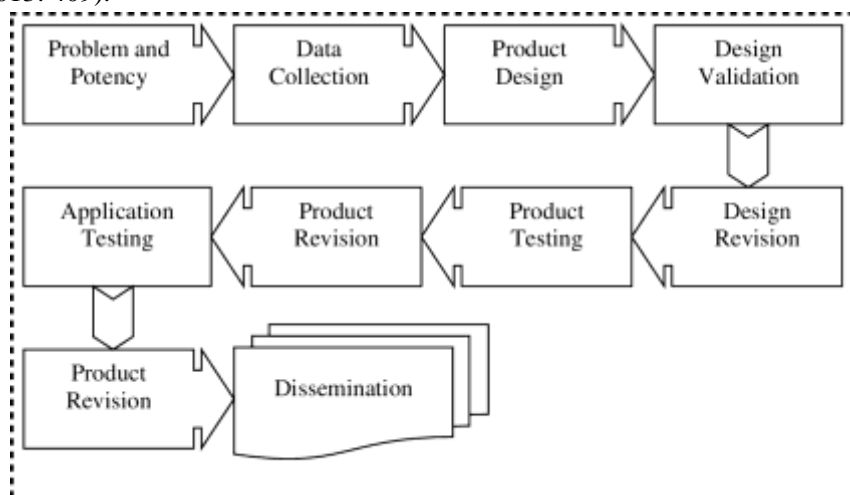 Problem and
Potency
Data
Collection
Product
Design
Design
Validation
Application
Testing
Product
Revision
Product
Testing
Design
Revision
Product
Revision
Dissemination